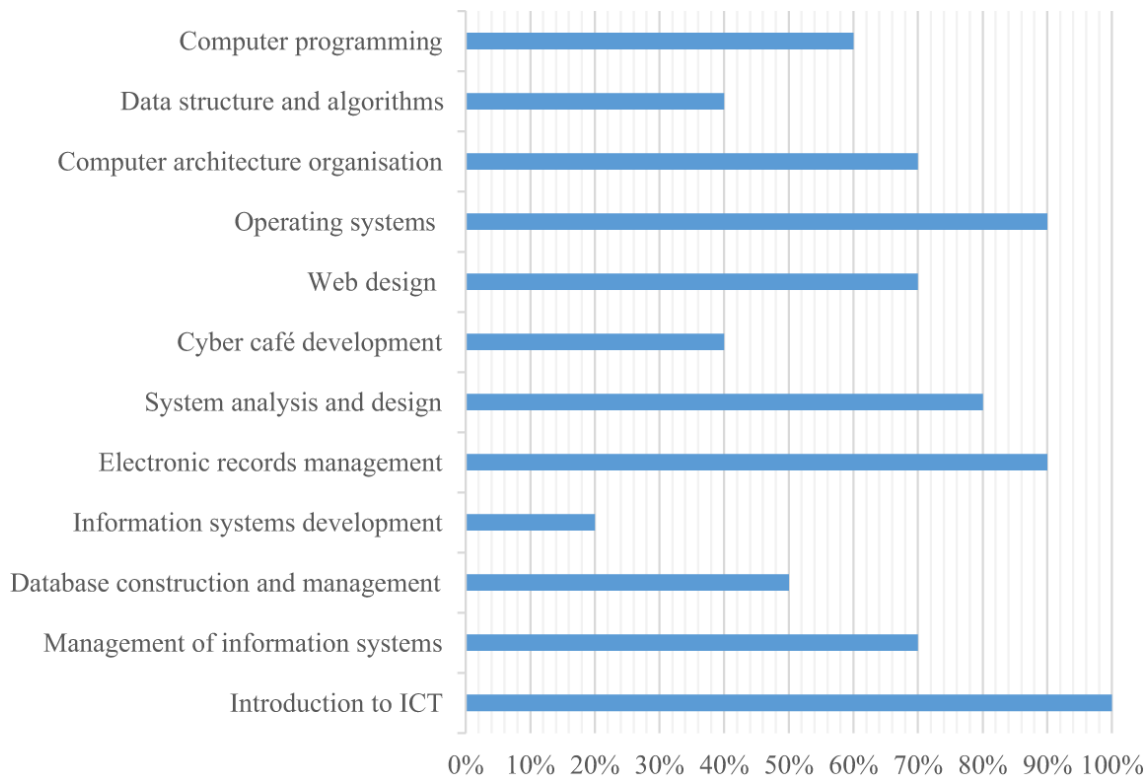 Computer programming
Data structure and algorithms
Computer architecture organisation
Operating systems
Web design
Cyber café development
System analysis and design
Electronic records management
Information systems development
Database construction and management
Management of information systems
Introduction to ICT
0% 10% 20% 30% 40% 50% 60% 70% 80% 90% 100%